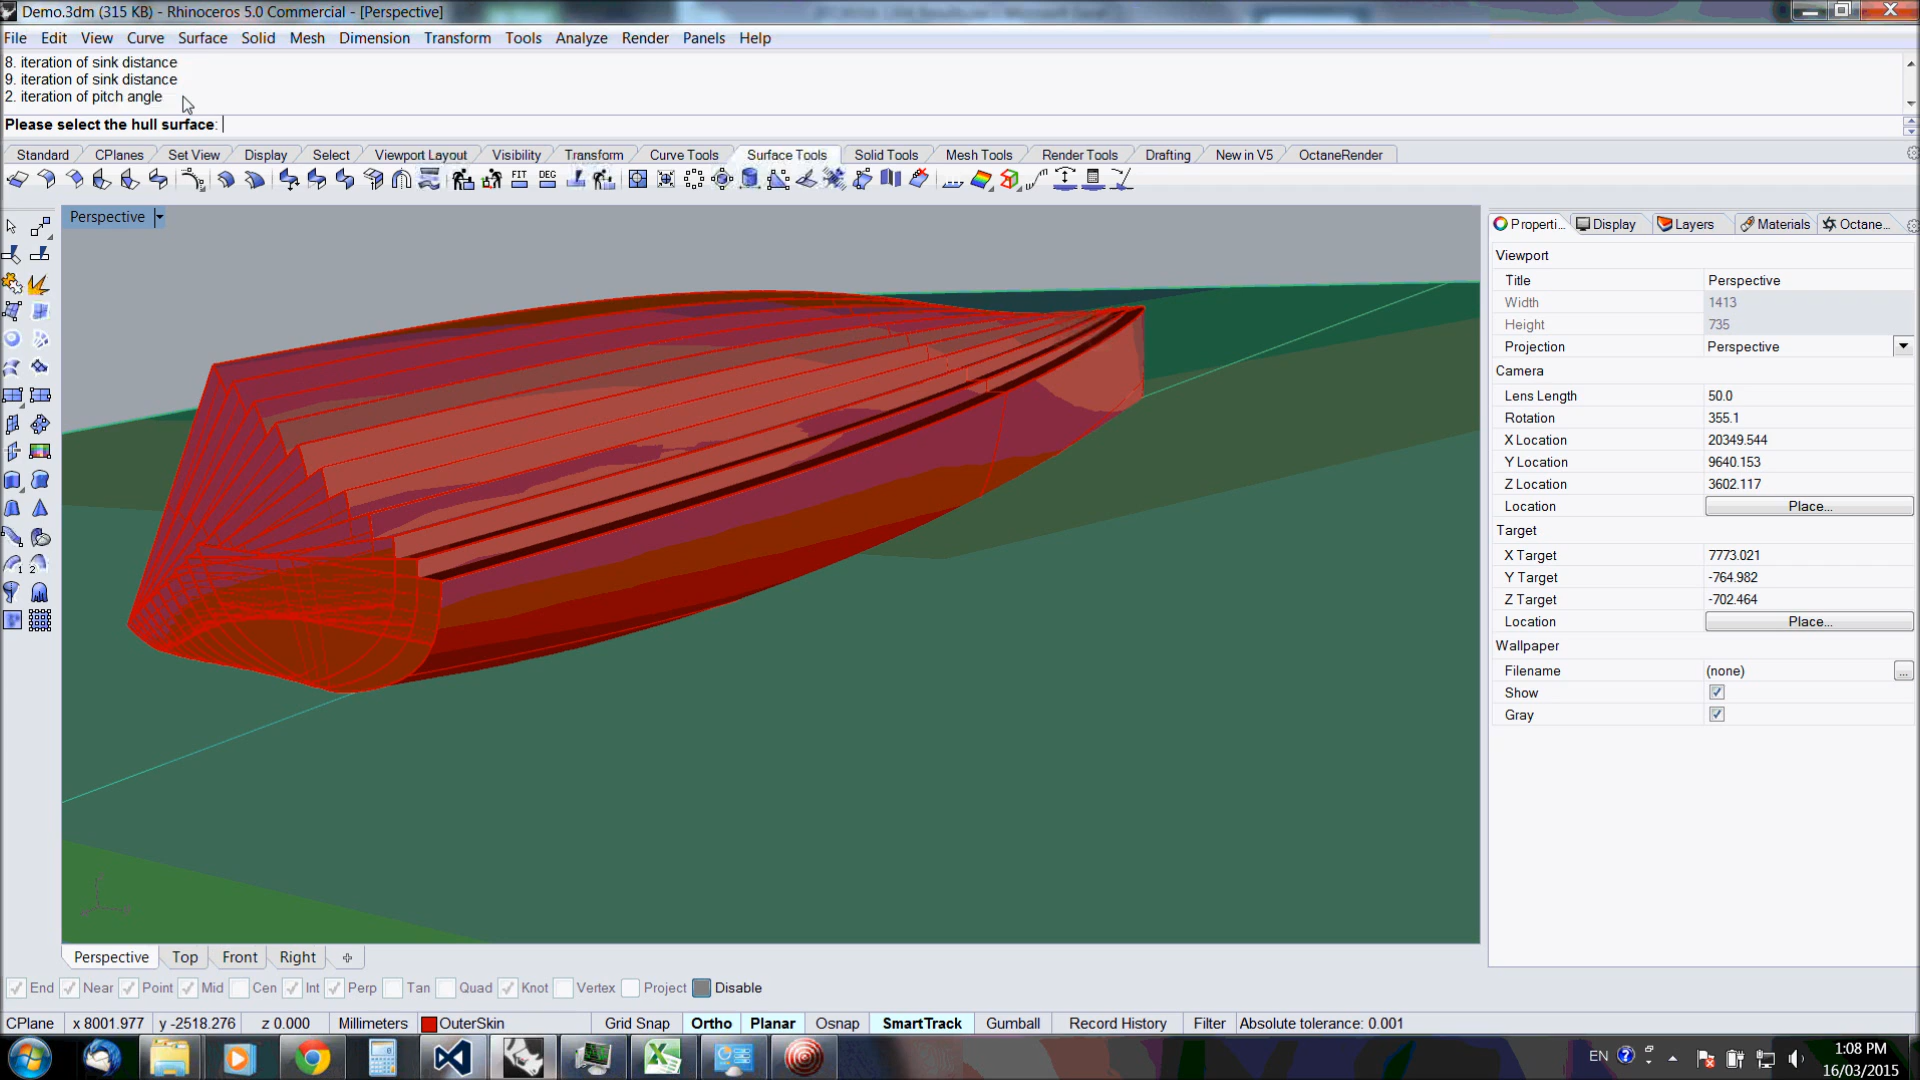 Demo.3dm (315 KB) - Rhinoceros 5.0 Commercial - [Perspective]
File Edit View Curve Surface Solid Mesh Dimension Transform Tools Analyze Render Panels Help
8. iteration of sink distance
9. iteration of sink distance
2. iteration of pitch angle
Please select the hull surface:
Standard CPlanes Set View Display Select Viewport Layout Visibility Transform Curve Tools Surface Tools Solid Tools Mesh Tools Render Tools Drafting New in V5 OctaneRender
FIT DEG
Perspective
Properti... Display Layers Materials Octane...
Viewport
Title Perspective
Width 1413
Height 735
Projection Perspective
Camera
Lens Length 50.0
Rotation 355.1
X Location 20349.544
Y Location 9640.153
Z Location 3602.117
Location Place...
Target
X Target 7773.021
Y Target -764.982
Z Target -702.464
Location Place...
Wallpaper
Filename (none) ...
Show
Gray
Perspective Top Front Right
End Near Point Mid Cen Int Perp Tan Quad Knot Vertex Project Disable
CPlane x 8001.977 y -2518.276 z 0.000 Millimeters OuterSkin Grid Snap Ortho Planar Osnap SmartTrack Gumball Record History Filter Absolute tolerance: 0.001
EN
1:08 PM
16/03/2015